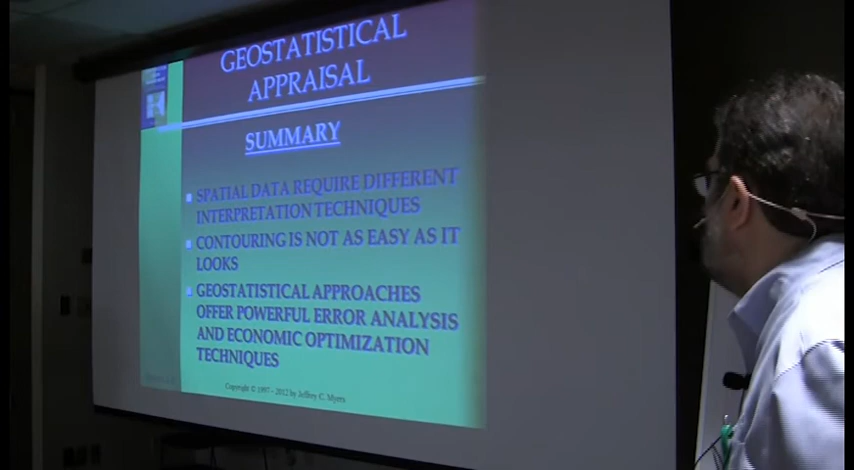 GEOSTATISTICAL
APPRAISAL
SUMMARY
SPATIAL DATA REQUIRE DIFFERENT
INTERPRETATION TECHNIQUES
CONTOURING IS NOT AS EASY AS IT
LOOKS
GEOSTATISTICAL APPROACHES
OFFER POWERFUL ERROR ANALYSIS
AND ECONOMIC OPTIMIZATION
TECHNIQUES
Copyright © 1997 - 2012 by Jeffrey C. Myers